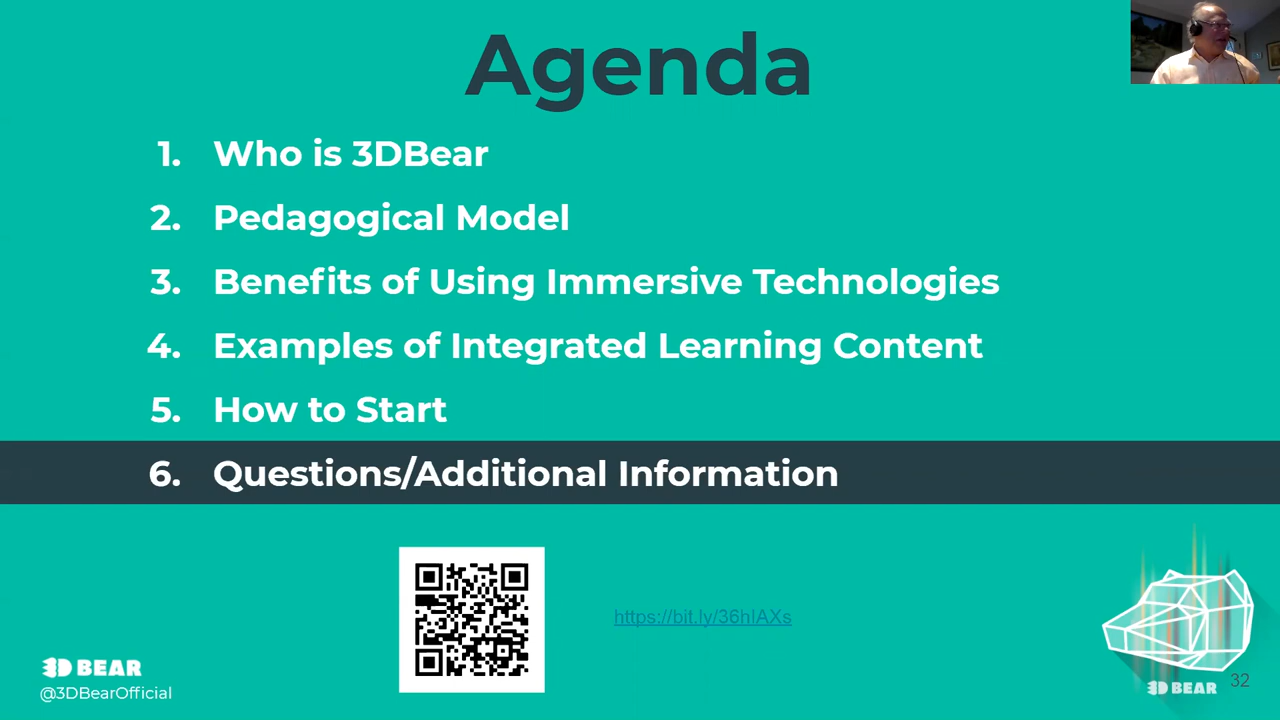 Agenda
1. Who is 3DBear
2. Pedagogical Model
3. Benefits of Using Immersive Technologies
4. Examples of Integrated Learning Content
5. How to Start
6. Questions/Additional Information
https://bit.ly/36hIAXs
3D BEAR
@3DBearOfficial
3D BEAR
32